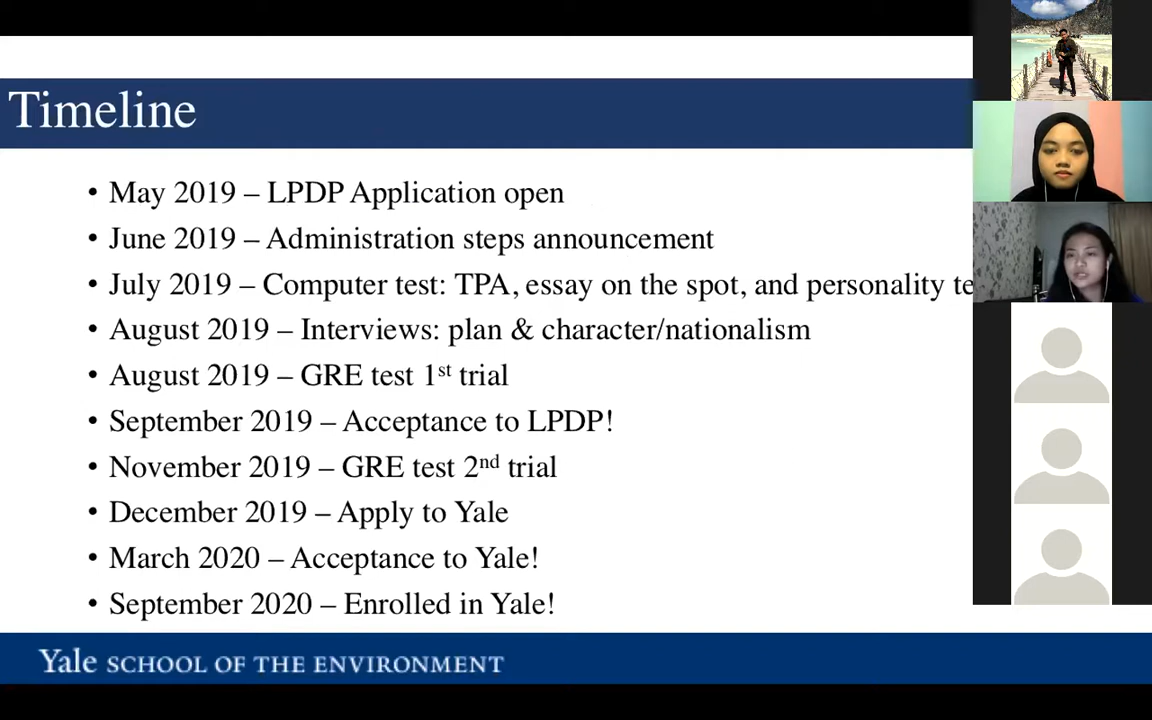 Timeline
• May 2019 – LPDP Application open
• June 2019 – Administration steps announcement
• July 2019 – Computer test: TPA, essay on the spot, and personality te
• August 2019 – Interviews: plan & character/nationalism
• August 2019 – GRE test 1st trial
• September 2019 – Acceptance to LPDP!
• November 2019 – GRE test 2nd trial
• December 2019 – Apply to Yale
• March 2020 – Acceptance to Yale!
• September 2020 – Enrolled in Yale!
Yale SCHOOL OF THE ENVIRONMENT